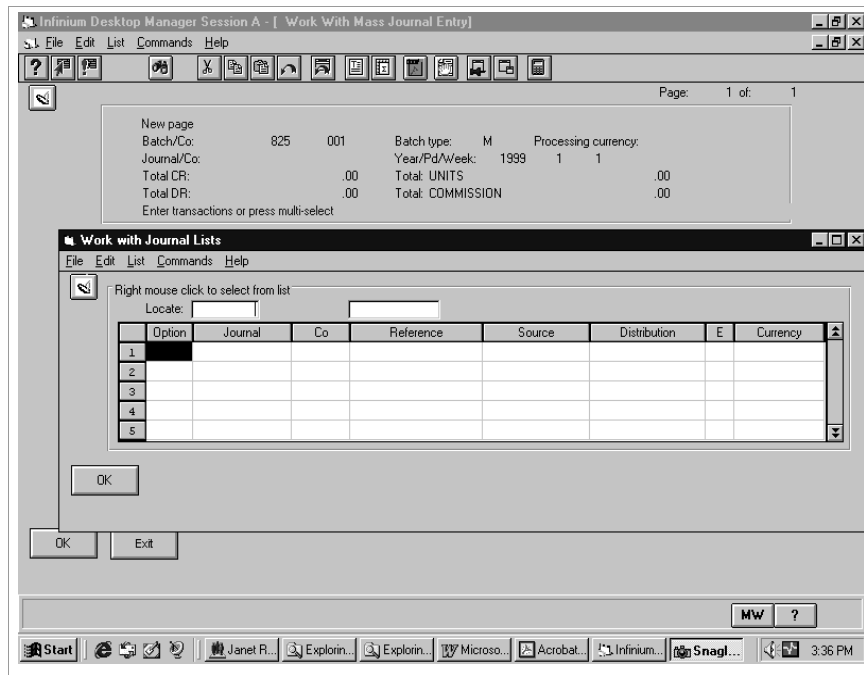 Infinium Desktop Manager Session A - [ Work With Mass Journal Entry]
File Edit List Commands Help
?
Page: 1 of: 1
New page
Batch/Co: 825 001 Batch type: M Processing currency:
Journal/Co: Year/Pd/Week: 1999 1 1
Total CR: .00 Total: UNITS .00
Total DR: .00 Total: COMMISSION .00
Enter transactions or press multi-select
Work with Journal Lists
File Edit List Commands Help
Right mouse click to select from list
Locate:
Option Journal Co Reference Source Distribution E Currency
1
2
3
4
5
OK
OK Exit
MW ?
Start Janet R... Explorin... Explorin... Microso... Acrobat... Infinium... SnagI... 3:36 PM